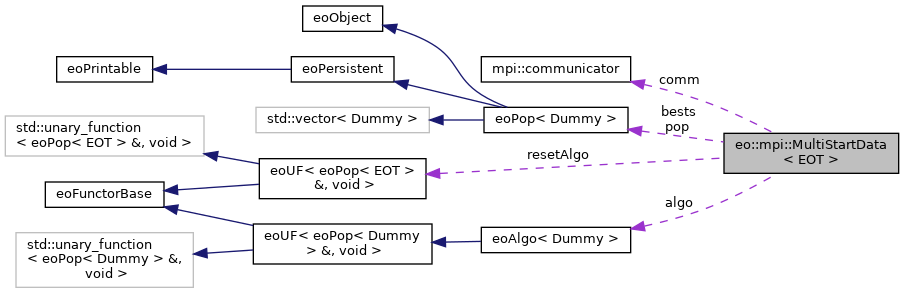 eoObject
eoPrintable
eoPersistent
mpi::communicator
comm
std::vector< Dummy >
eoPop< Dummy >
bests
pop
std::unary_function
< eoPop< EOT > &, void >
eo::mpi::MultiStartData
< EOT >
resetAlgo
eoUF< eoPop< EOT >
&, void >
eoFunctorBase
algo
eoUF< eoPop< Dummy
> &, void >
eoAlgo< Dummy >
std::unary_function
< eoPop< Dummy > &,
void >